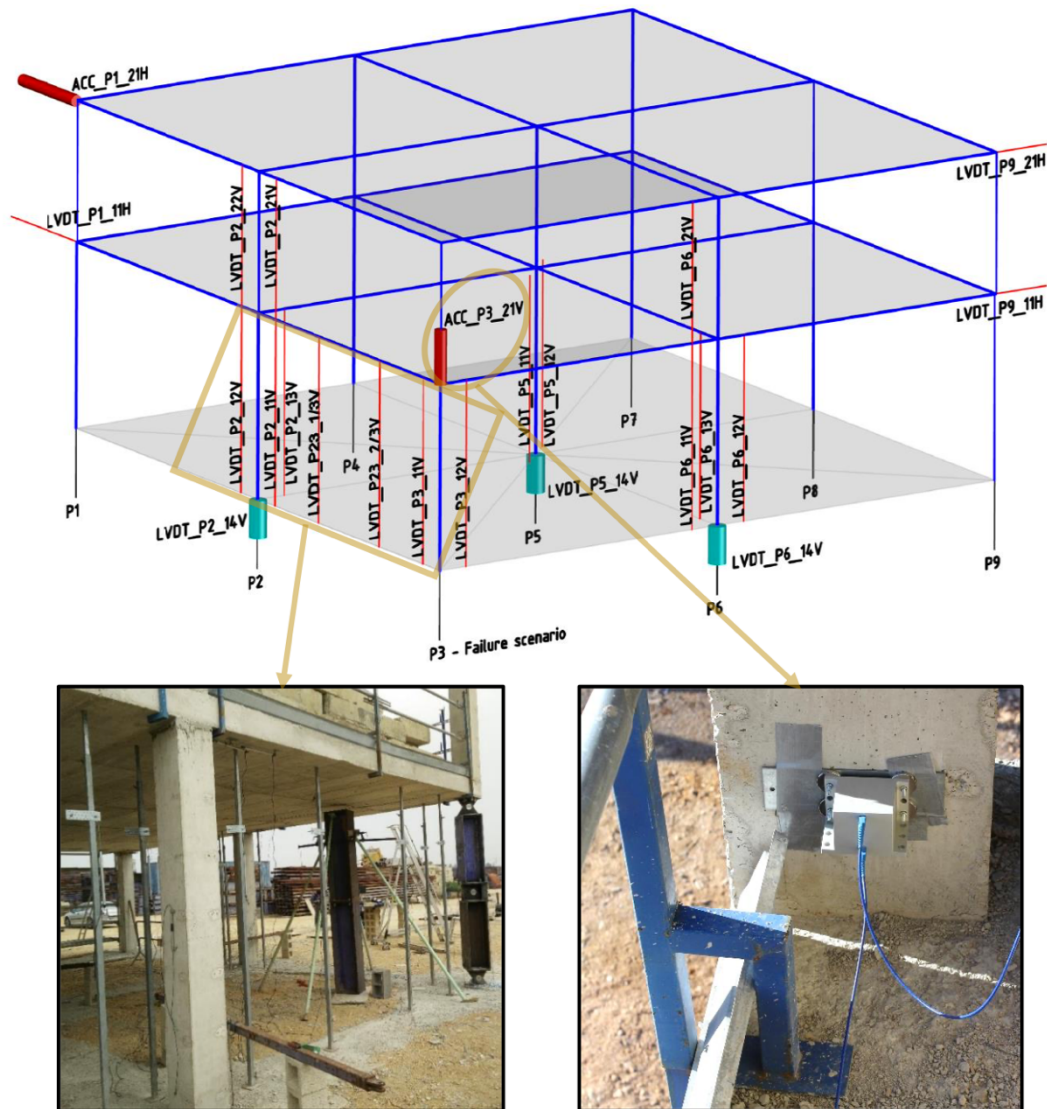 ACC_P1_21H
LVDT_P1_11H
LVDT_P2_22V
LVDT_P2_21V
LVDT_P6_21V
LVDT_P9_21H
ACC_P3_21V
LVDT_P9_11H
LVDT_P2_12V
LVDT_P2_11V
LVDT_P2_13V
LVDT_P23_1/3V
LVDT_P23_2/3V
LVDT_P3_11V
LVDT_P3_12V
LVDT_P5_11V
LVDT_P5_12V
LVDT_P6_11V
LVDT_P6_13V
LVDT_P6_12V
P7
P4
P8
P1
LVDT_P2_14V
LVDT_P5_14V
P5
LVDT_P6_14V
P9
P2
P6
P3 - Failure scenario